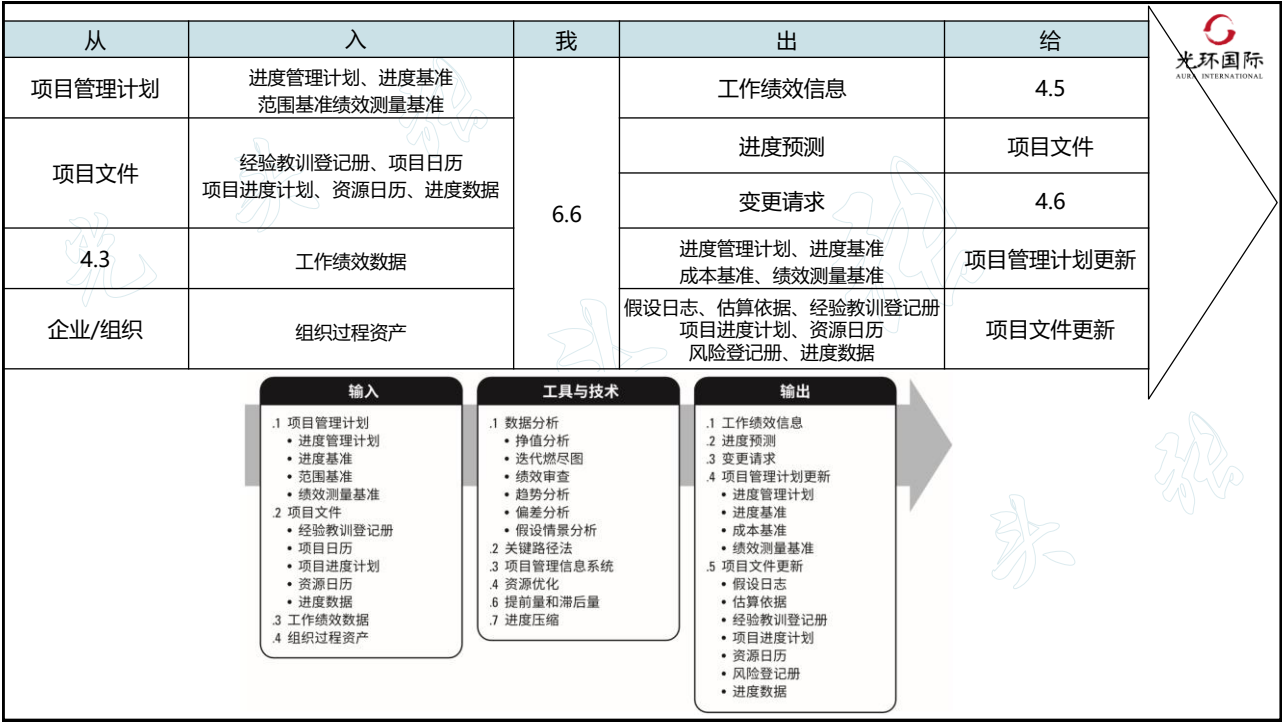 从 入 我 出 给
光环国际
AURA INTERNATIONAL
项目管理计划
进度管理计划、进度基准
范围基准绩效测量基准
工作绩效信息
4.5
项目文件
经验教训登记册、项目日历
项目进度计划、资源日历、进度数据
6.6
进度预测
项目文件
变更请求
4.6
4.3
工作绩效数据
进度管理计划、进度基准
成本基准、绩效测量基准
项目管理计划更新
企业/组织
组织过程资产
假设日志、估算依据、经验教训登记册
项目进度计划、资源日历
风险登记册、进度数据
项目文件更新
输入
.1 项目管理计划
• 进度管理计划
• 进度基准
• 范围基准
• 绩效测量基准
.2 项目文件
• 经验教训登记册
• 项目日历
• 项目进度计划
• 资源日历
• 进度数据
.3 工作绩效数据
.4 组织过程资产
工具与技术
.1 数据分析
• 挣值分析
• 迭代燃尽图
• 绩效审查
• 趋势分析
• 偏差分析
• 假设情景分析
.2 关键路径法
.3 项目管理信息系统
.4 资源优化
.6 提前量和滞后量
.7 进度压缩
输出
.1 工作绩效信息
.2 进度预测
.3 变更请求
.4 项目管理计划更新
• 进度管理计划
• 进度基准
• 成本基准
• 绩效测量基准
.5 项目文件更新
• 假设日志
• 估算依据
• 经验教训登记册
• 项目进度计划
• 资源日历
• 风险登记册
• 进度数据